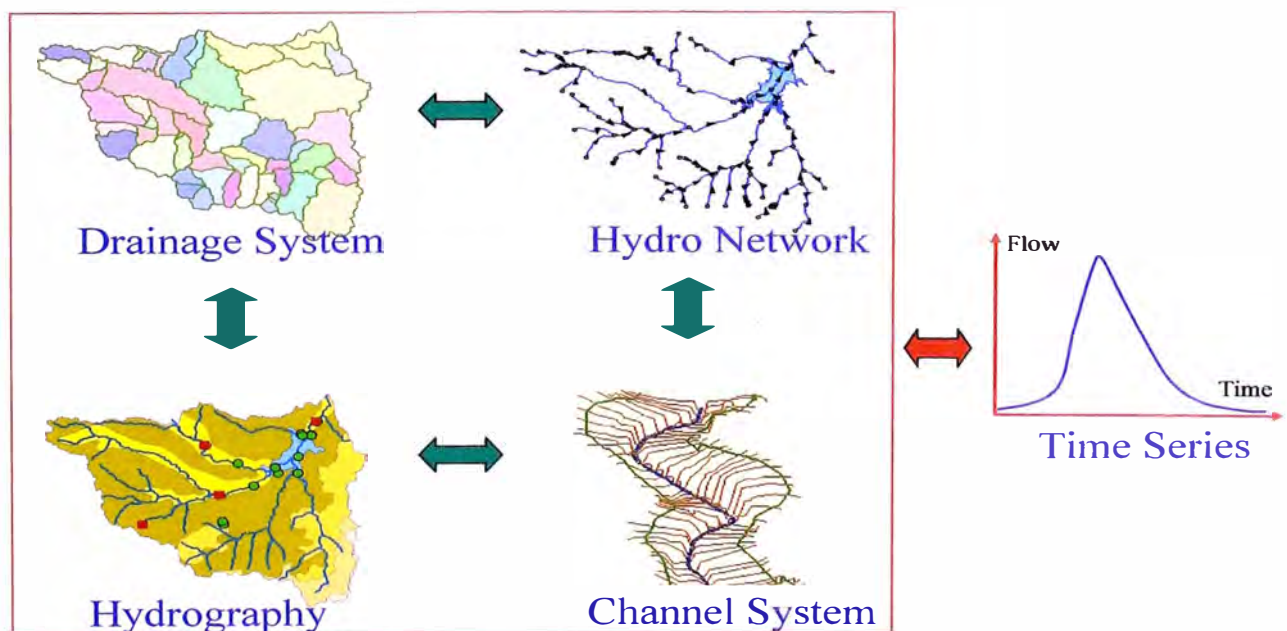 Drainage System
Hydro Network
Flow
Time
Time Series
Hydrography
Channel System